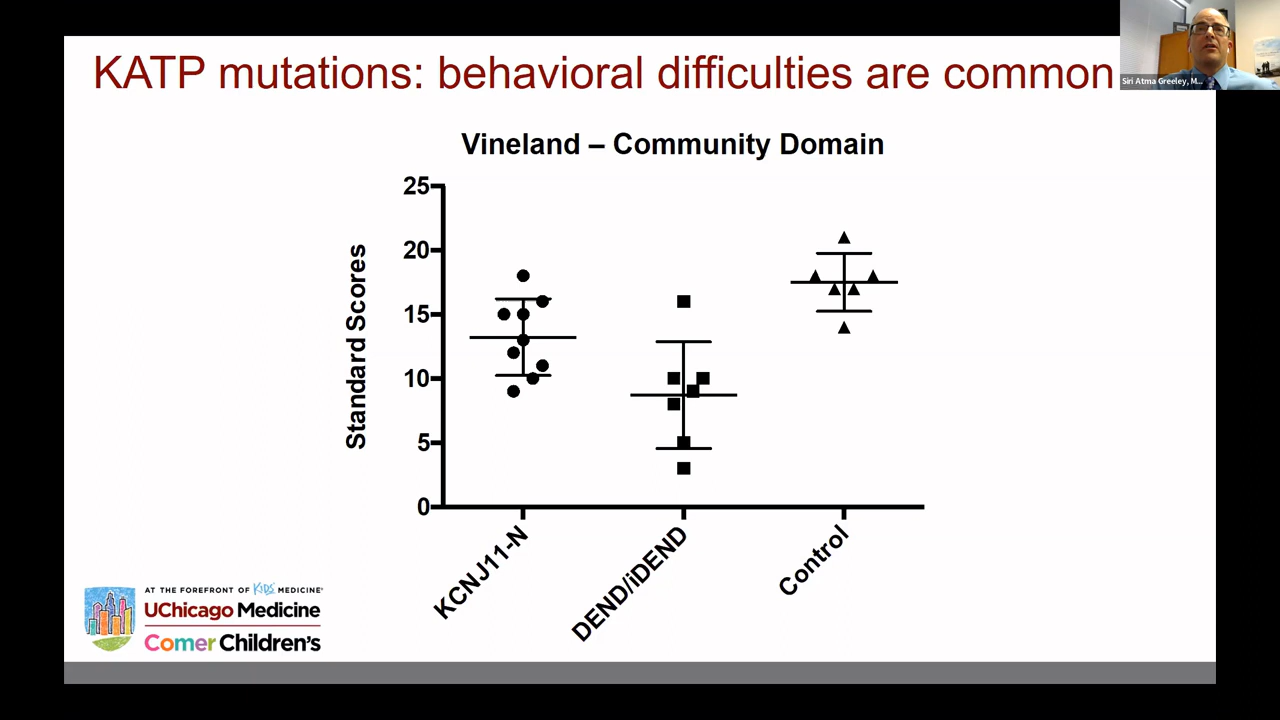 KATP mutations: behavioral difficulties are common
Siri Atma Greeley, M...
Vineland – Community Domain
Standard Scores
25
20
15
10
5
0
KCNJ11-N
DEND/iDEND
Control
AT THE FOREFRONT OF KIDS' MEDICINE®
UChicago Medicine
Comer Children's